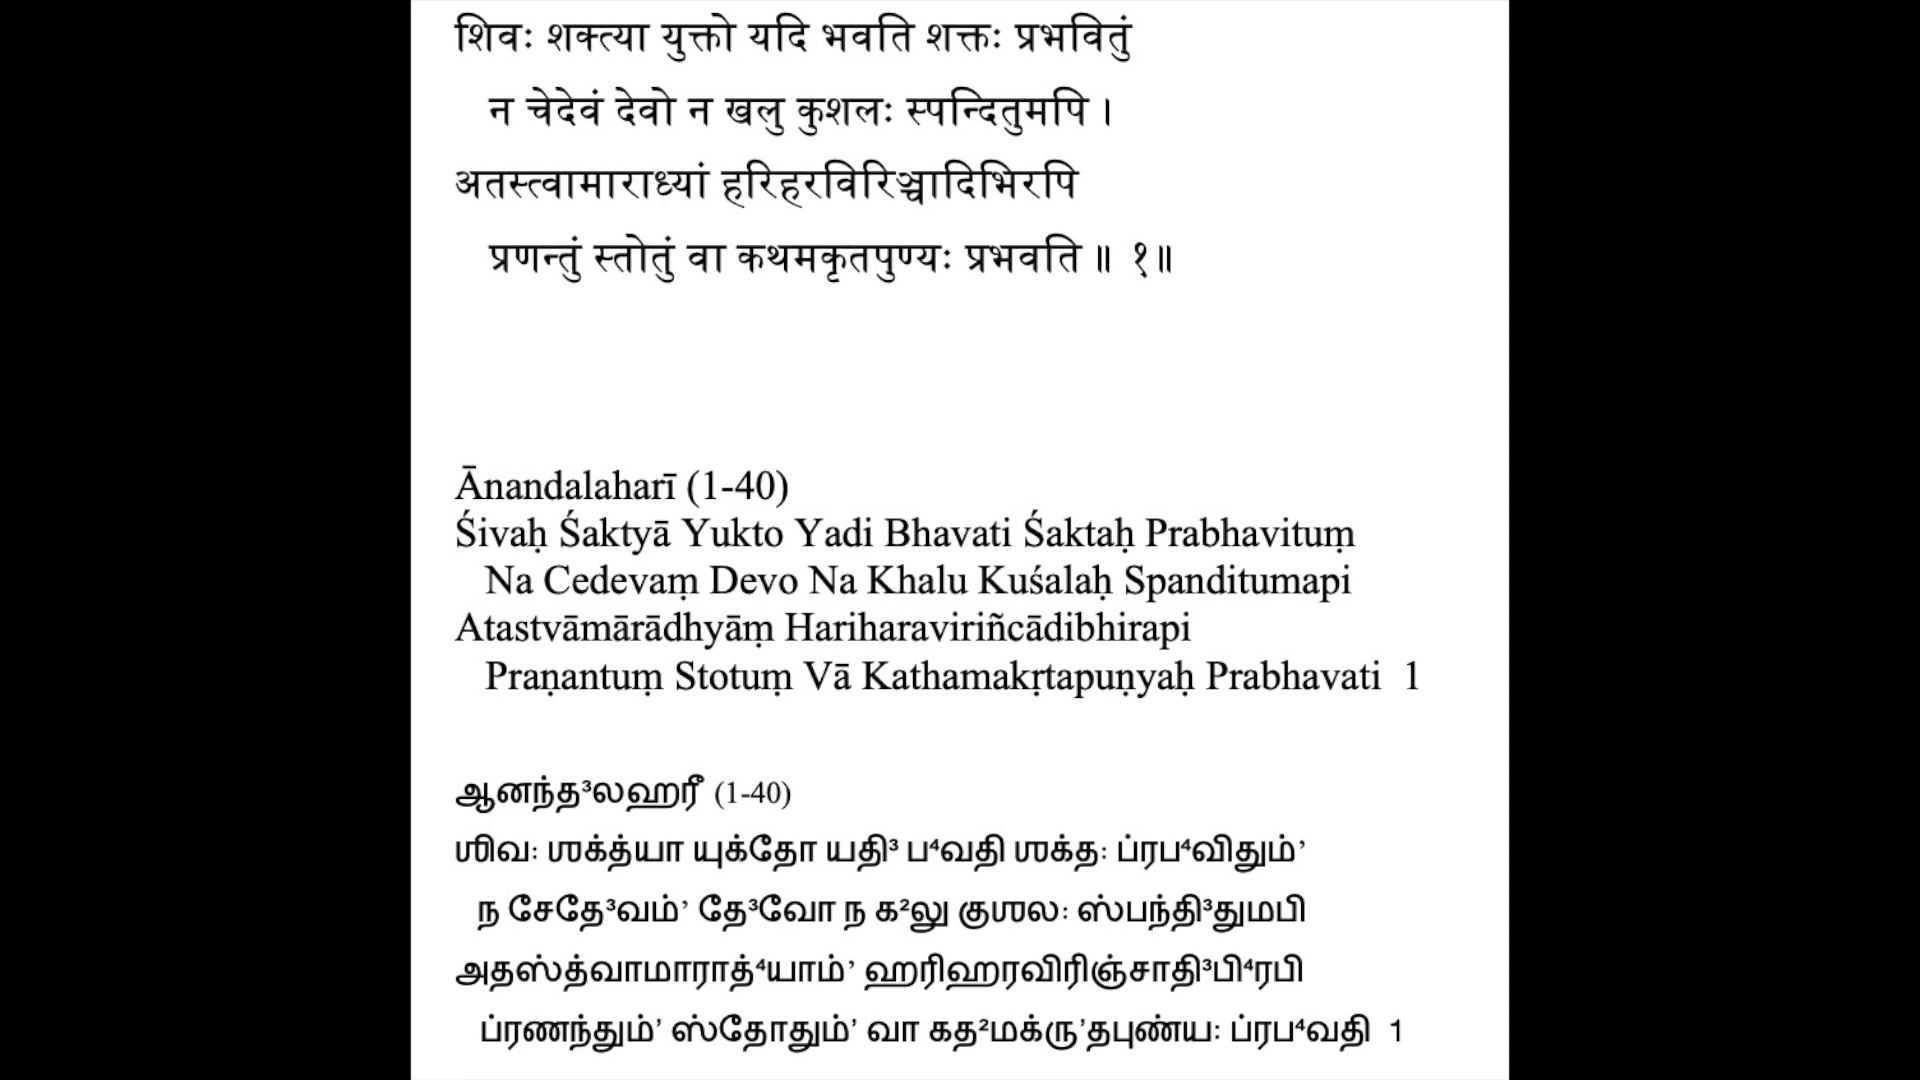 शिवः शक्त्या युक्तो यदि भवति शक्तः प्रभवितुं
न चेदेवं देवो न खलु कुशलः स्पन्दितुमपि ।
अतस्त्वामाराध्यां हरिहरविरिञ्चादिभिरपि
प्रणन्तुं स्तोतुं वा कथमकृतपुण्यः प्रभवति ॥ १॥
Ānandalaharī (1-40)
Śivaḥ Śaktyā Yukto Yadi Bhavati Śaktaḥ Prabhavituṃ
Na Cedevaṃ Devo Na Khalu Kuśalaḥ Spanditumapi
Atastvāmārādhyāṃ Hariharaviriñcādibhirapi
Praṇantuṃ Stotuṃ Vā Kathamakṛtapuṇyaḥ Prabhavati 1
ஆனந்த³லஹரீ (1-40)
ஶிவ꞉ ஶக்த்யா யுக்தோ யதி³ ப⁴வதி ஶக்த꞉ ப்ரப⁴விதும்ʼ
ந சேதே³வம்ʼ தே³வோ ந க²லு குஶல꞉ ஸ்பந்தி³துமபி
அதஸ்த்வாமாராத்⁴யாம்ʼ ஹரிஹரவிரிஞ்சாதி³பி⁴ரபி
ப்ரணந்தும்ʼ ஸ்தோதும்ʼ வா கத²மக்ருʼதபுண்ய꞉ ப்ரப⁴வதி 1